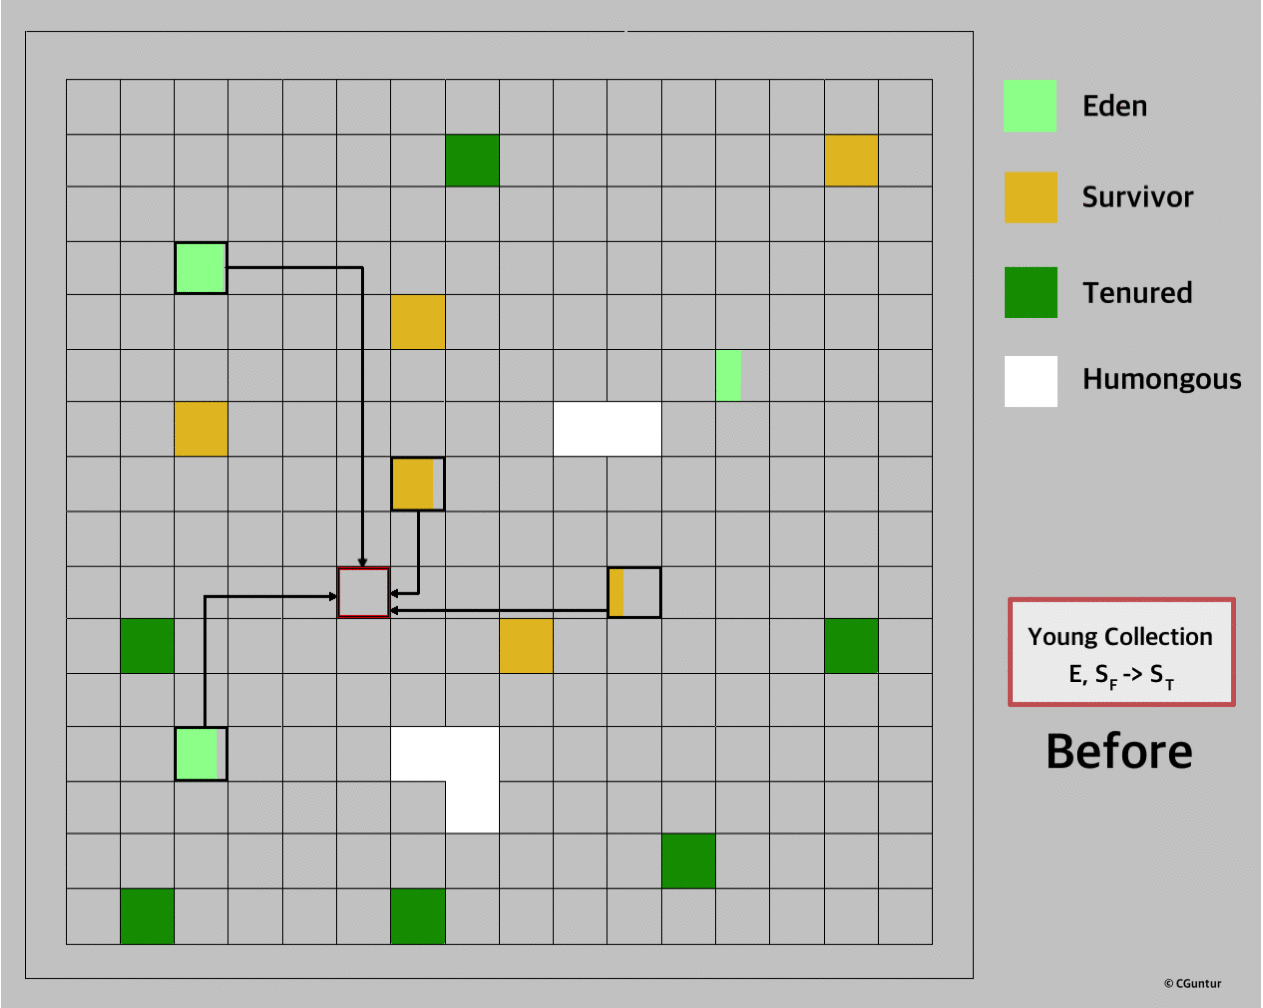 Eden
Survivor
Tenured
Humongous
Young Collection
E, S_F -> S_T
Before
© CGuntur